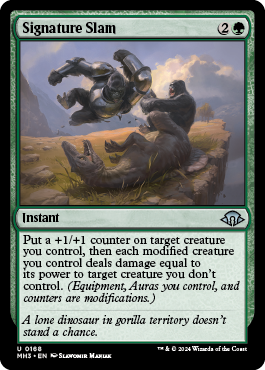 Signature Slam 2
Instant
Put a +1/+1 counter on target creature
you control, then each modified creature
you control deals damage equal to
its power to target creature you don't
control. (Equipment, Auras you control, and
counters are modifications.)
A lone dinosaur in gorilla territory doesn't
stand a chance.
U 0168
MH3 • EN Slawomir Maniak ™ & © 2024 Wizards of the Coast